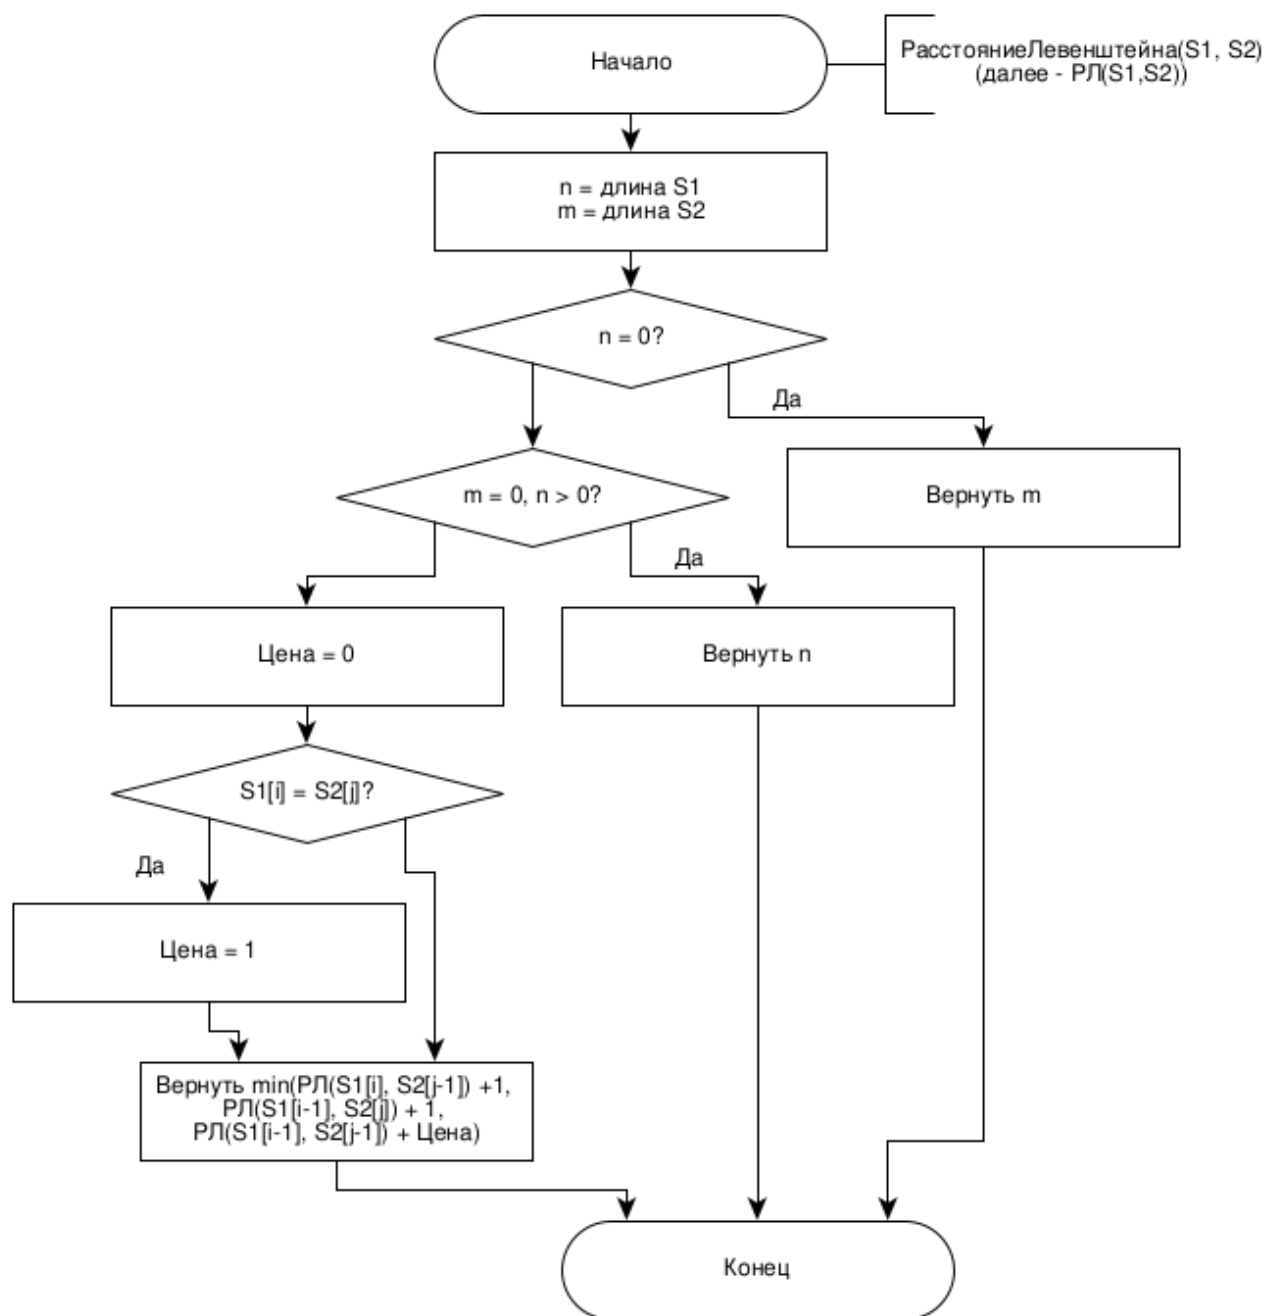 Начало
РасстояниеЛевенштейна(S1, S2)
(далее - РЛ(S1,S2))
n = длина S1
m = длина S2
n = 0?
Да
m = 0, n > 0?
Вернуть m
Да
Цена = 0
Вернуть n
S1[i] = S2[j]?
Да
Цена = 1
Вернуть min(РЛ(S1[i], S2[j-1]) +1,
РЛ(S1[i-1], S2[j]) + 1,
РЛ(S1[i-1], S2[j-1]) + Цена)
Конец